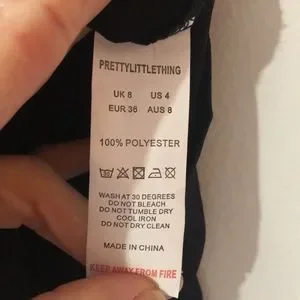 PRETTYLITTLETHING
UK 8 US 4
EUR 36 AUS 8
100% POLYESTER
WASH AT 30 DEGREES
DO NOT BLEACH
DO NOT TUMBLE DRY
COOL IRON
DO NOT DRY CLEAN
MADE IN CHINA
KEEP AWAY FROM FIRE